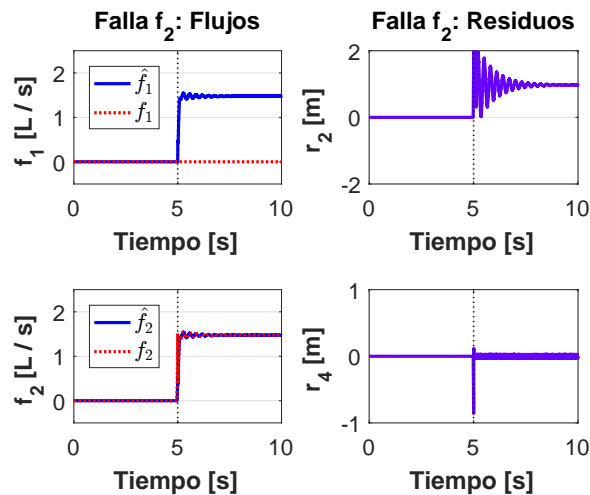 Falla f₂: Flujos
f₁ [L / s]
2
1
0
f̂₁
f₁
0
5
10
Tiempo [s]
Falla f₂: Residuos
r₂ [m]
2
0
-2
0
5
10
Tiempo [s]
f₂ [L / s]
2
1
0
f̂₂
f₂
0
5
10
Tiempo [s]
r₄ [m]
1
0
-1
0
5
10
Tiempo [s]